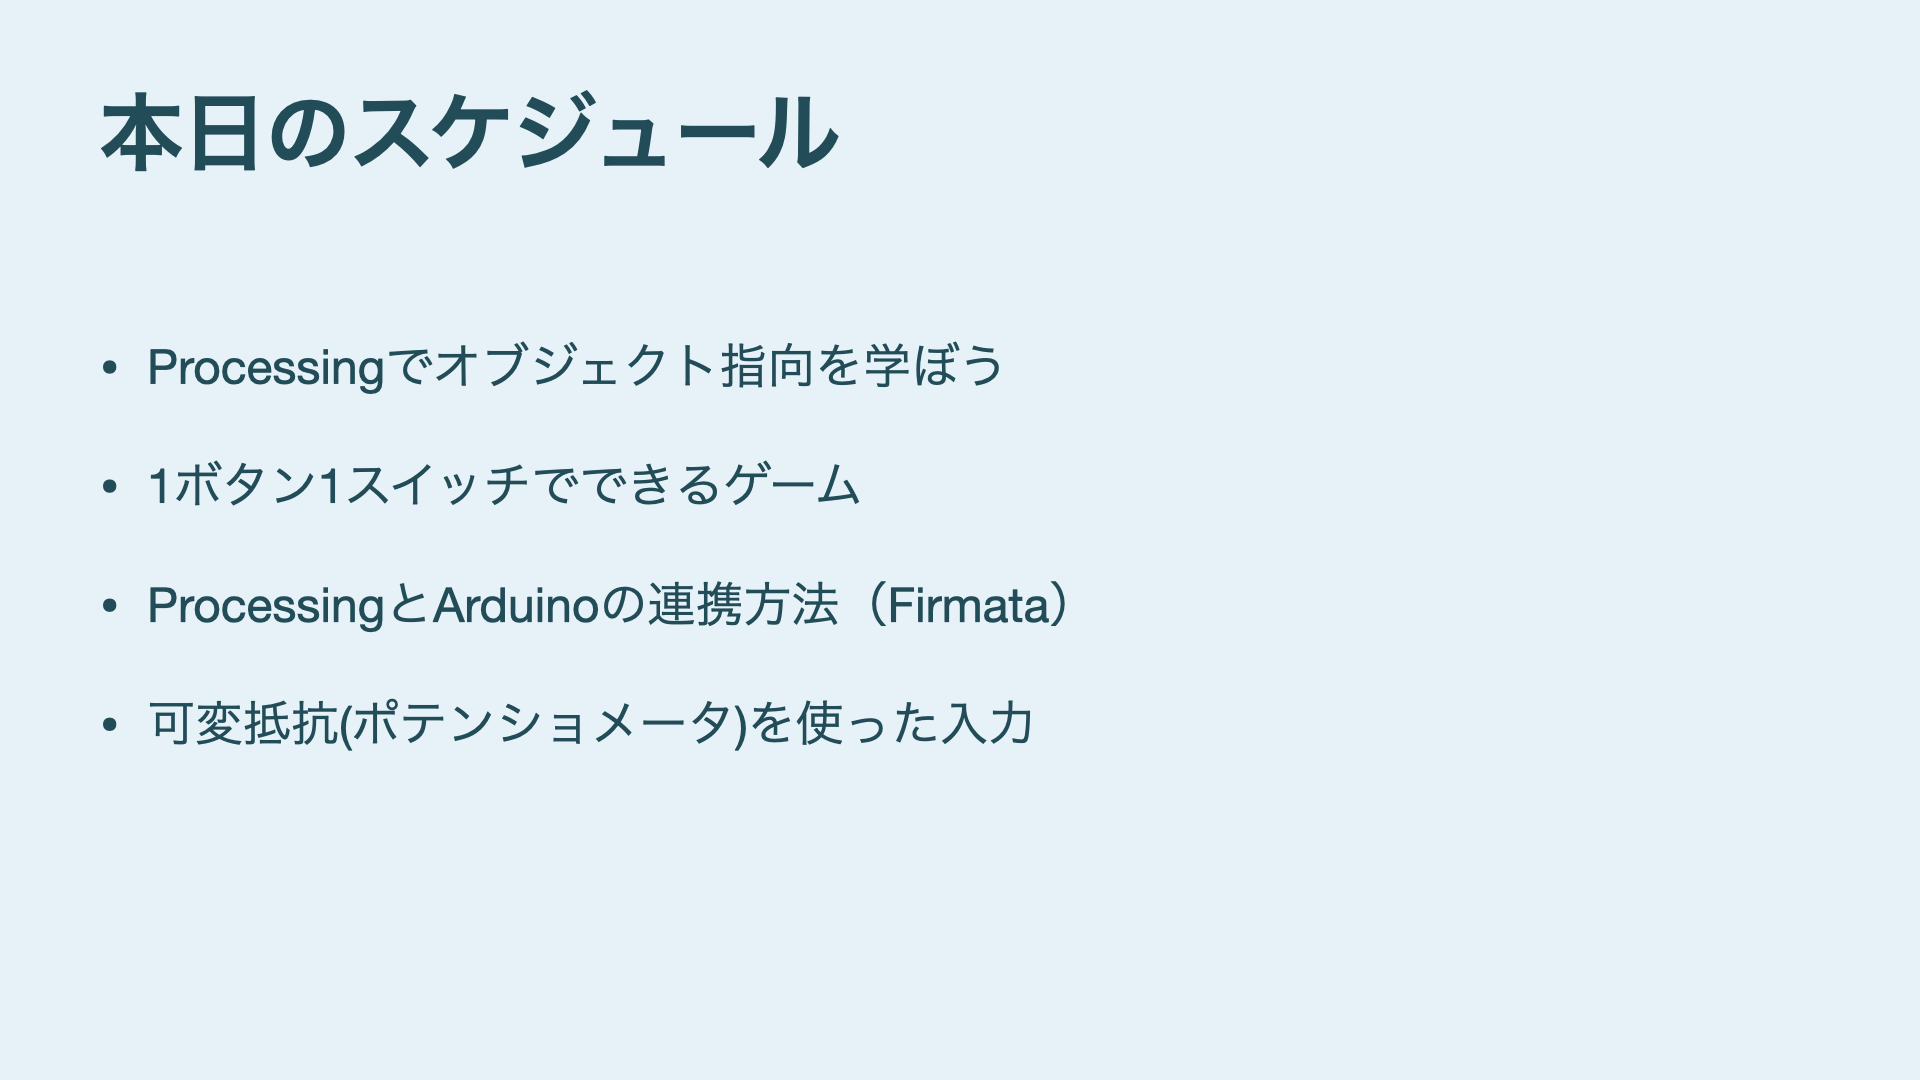 本日のスケジュール
• Processingでオブジェクト指向を学ぼう
• 1ボタン1スイッチでできるゲーム
• ProcessingとArduinoの連携方法（Firmata）
• 可変抵抗(ポテンショメータ)を使った入力